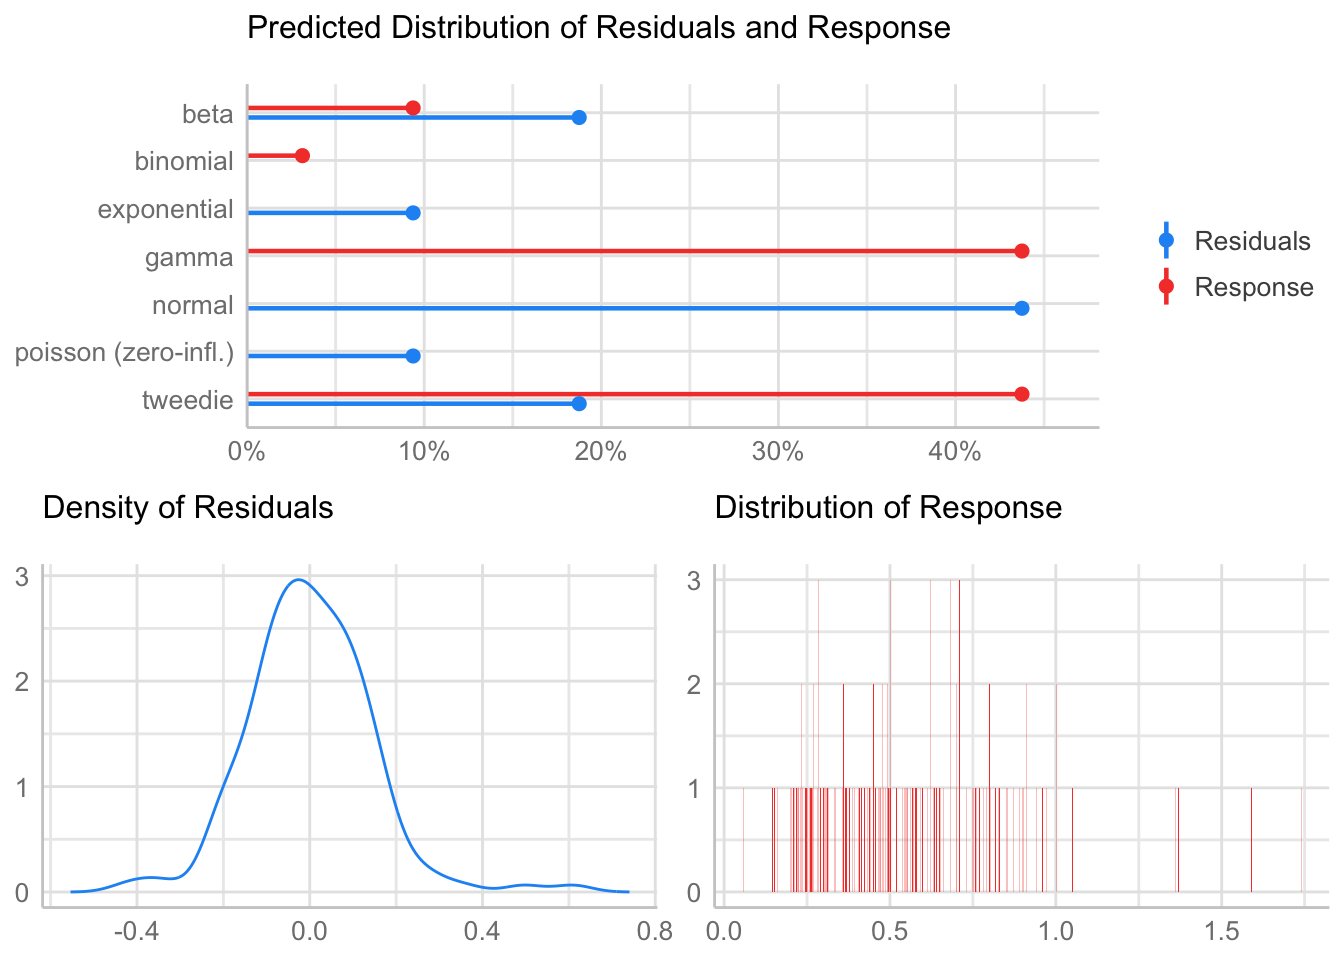 Predicted Distribution of Residuals and Response
beta
binomial
exponential
gamma
normal
poisson (zero-infl.)
tweedie
0% 10% 20% 30% 40%
Residuals
Response
Density of Residuals
3
2
1
0
-0.4 0.0 0.4 0.8
Distribution of Response
3
2
1
0
0.0 0.5 1.0 1.5